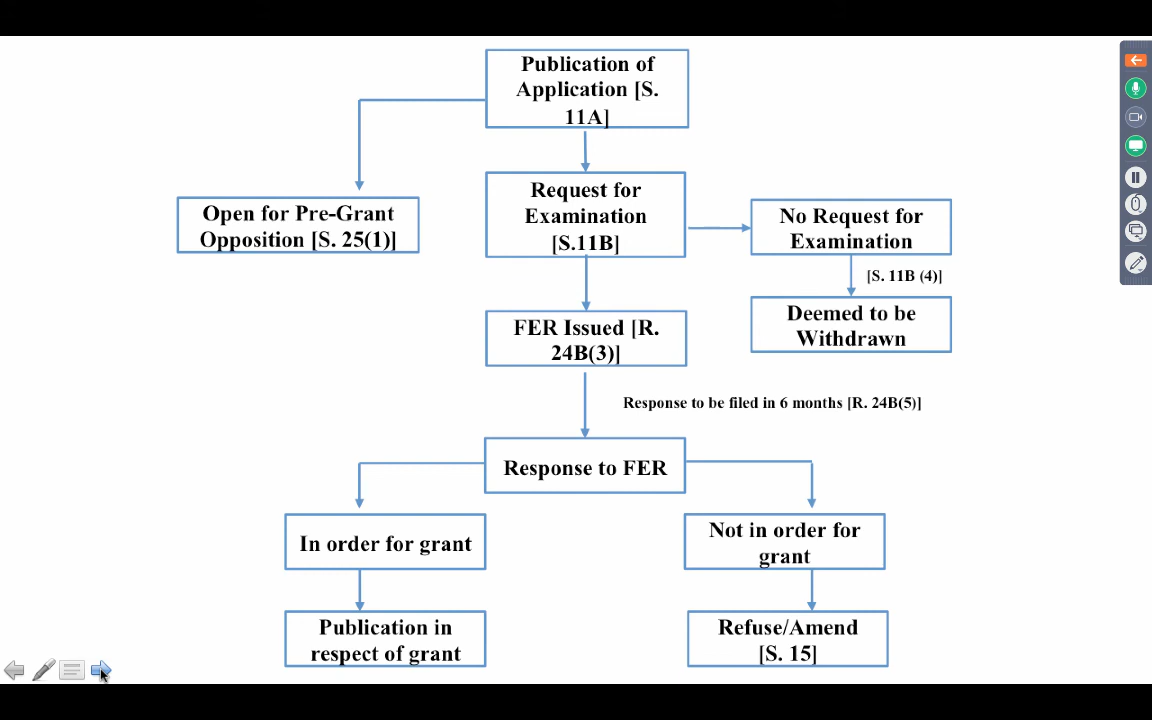 Publication of
Application [S.
11A]
Request for
Examination
[S.11B]
Open for Pre-Grant
Opposition [S. 25(1)]
No Request for
Examination
[S. 11B (4)]
Deemed to be
Withdrawn
FER Issued [R.
24B(3)]
Response to be filed in 6 months [R. 24B(5)]
Response to FER
In order for grant
Not in order for
grant
Publication in
respect of grant
Refuse/Amend
[S. 15]